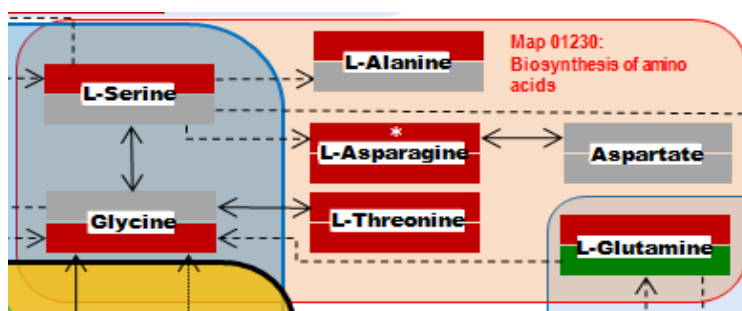 L-Alanine
Map 01230:
Biosynthesis of amino
acids
L-Serine
*
L-Asparagine
Aspartate
Glycine
L-Threonine
L-Glutamine